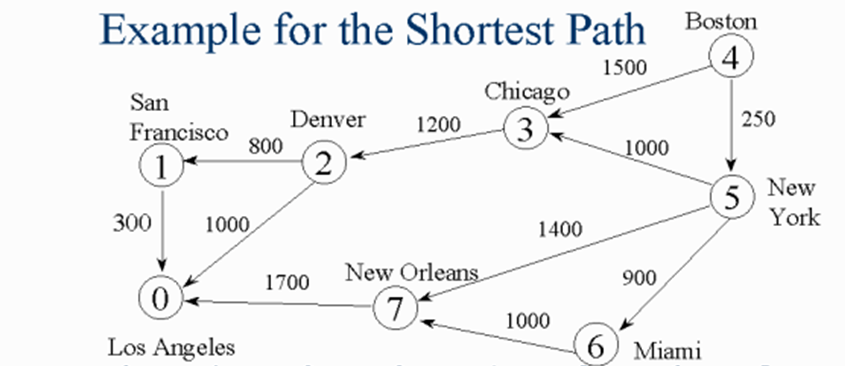 Example for the Shortest Path
Boston
4
1500
Chicago
3
250
San
Francisco
Denver
1200
1000
800
1
2
5
New
York
300
1000
1400
New Orleans
900
1700
0
7
1000
6
Los Angeles
Miami